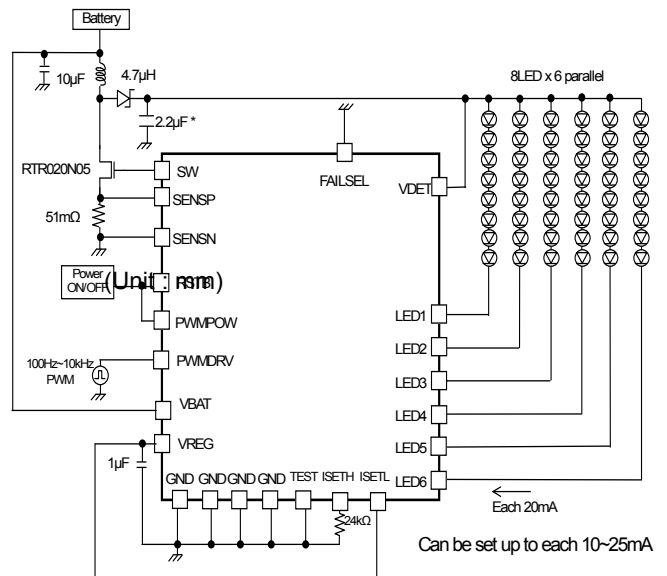 Battery
10μF
4.7μH
2.2μF *
8LED x 6 parallel
RTR020N05
FAILSEL
SW
SENSP
VDET
51mΩ
SENSN
Power
ON/OFF
(Unit : mm)
RSTB
PWMPOW
LED1
LED2
100Hz~10kHz
PWM
PWMDRV
LED3
VBAT
LED4
VREG
LED5
1μF
GND GND GND GND TEST ISETH ISETL
LED6
24kΩ
Each 20mA
Can be set up to each 10~25mA